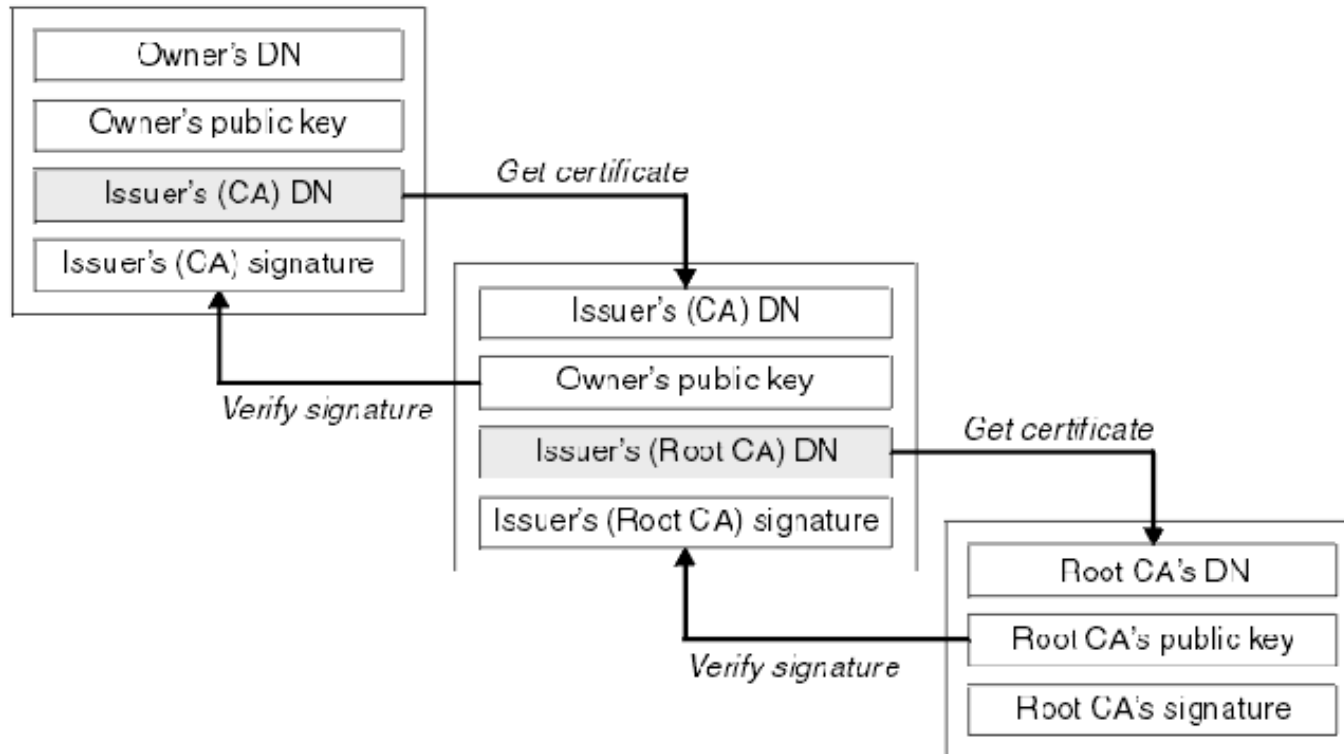 Owner's DN
Owner's public key
Issuer's (CA) DN
Issuer's (CA) signature
Get certificate
Issuer's (CA) DN
Owner's public key
Verify signature
Issuer's (Root CA) DN
Issuer's (Root CA) signature
Get certificate
Root CA's DN
Root CA's public key
Verify signature
Root CA's signature